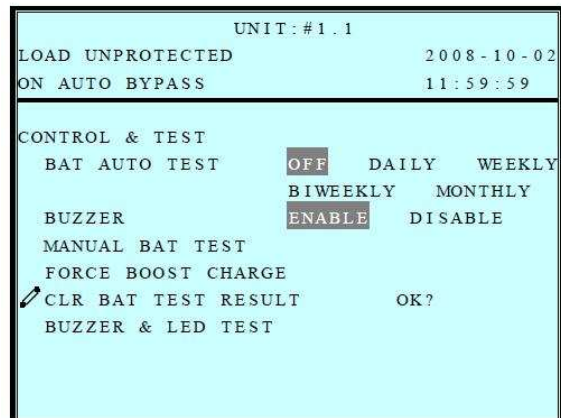 UNIT:#1.1
LOAD UNPROTECTED 2008-10-02
ON AUTO BYPASS 11:59:59
CONTROL & TEST
BAT AUTO TEST OFF DAILY WEEKLY
BIWEEKLY MONTHLY
BUZZER ENABLE DISABLE
MANUAL BAT TEST
FORCE BOOST CHARGE
CLR BAT TEST RESULT OK?
BUZZER & LED TEST